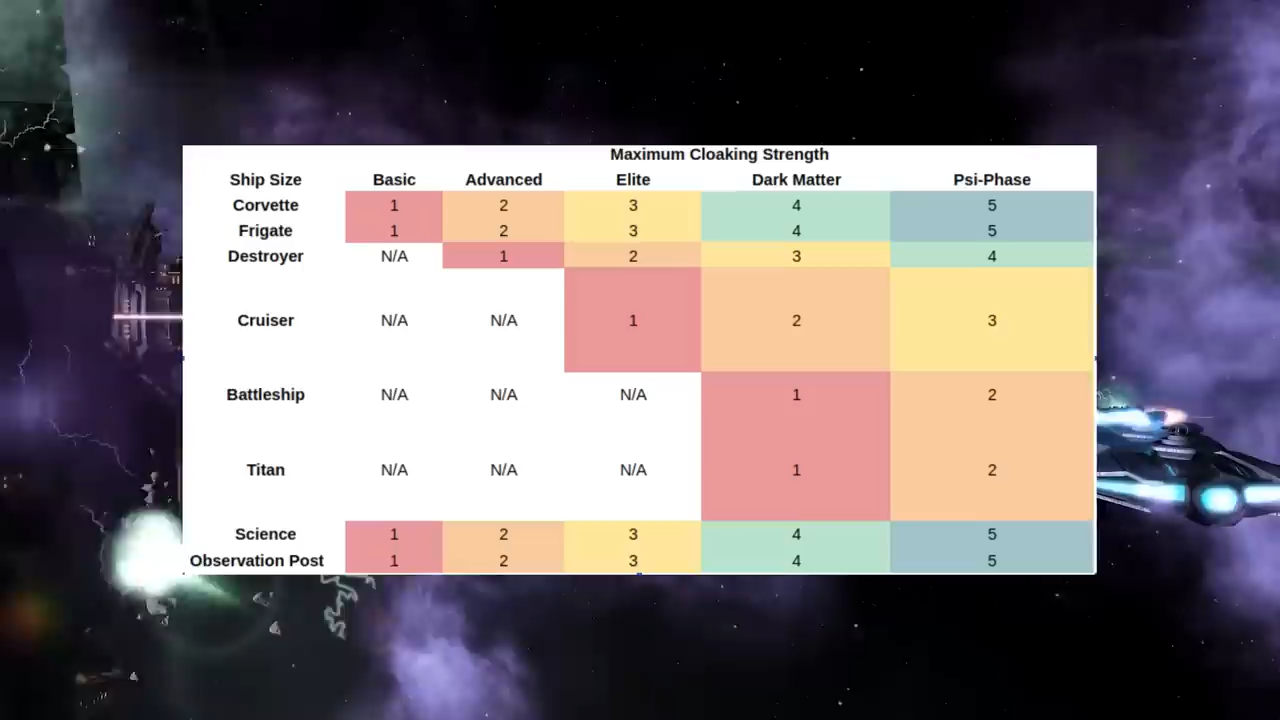 Maximum Cloaking Strength
Ship Size Basic Advanced Elite Dark Matter Psi-Phase
Corvette 1 2 3 4 5
Frigate 1 2 3 4 5
Destroyer N/A 1 2 3 4
Cruiser N/A N/A 1 2 3
Battleship N/A N/A N/A 1 2
Titan N/A N/A N/A 1 2
Science 1 2 3 4 5
Observation Post 1 2 3 4 5